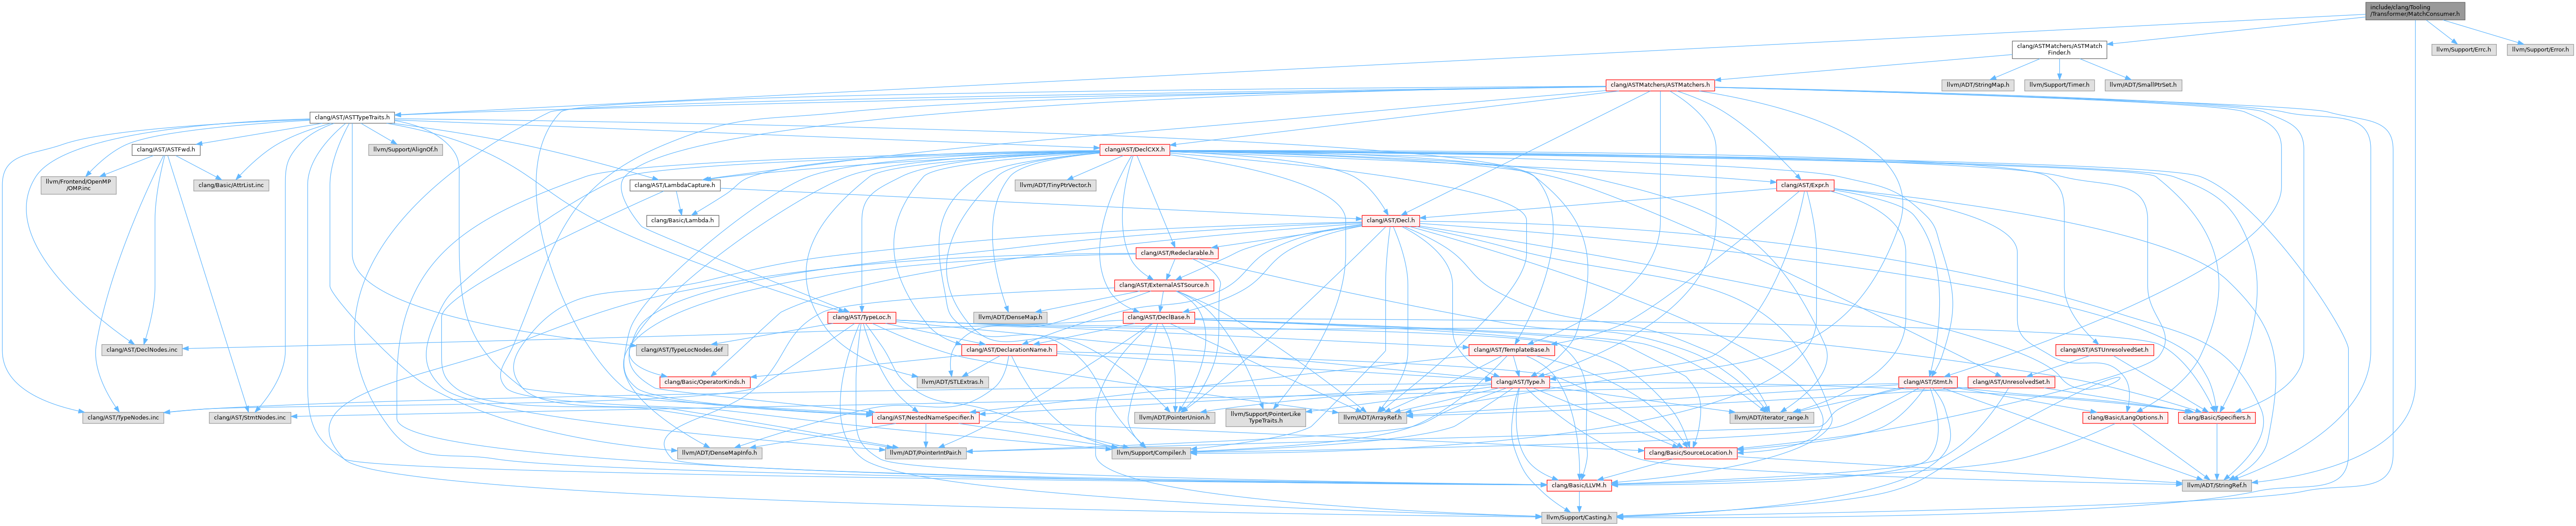 include/clang/Tooling
/Transformer/MatchConsumer.h
clang/ASTMatchers/ASTMatch
Finder.h
llvm/Support/Errc.h
llvm/Support/Error.h
clang/ASTMatchers/ASTMatchers.h
llvm/ADT/StringMap.h
llvm/Support/Timer.h
llvm/ADT/SmallPtrSet.h
clang/AST/ASTTypeTraits.h
clang/AST/ASTFwd.h
llvm/Support/AlignOf.h
clang/AST/DeclCXX.h
llvm/Frontend/OpenMP
/OMP.inc
clang/Basic/AttrList.inc
clang/AST/LambdaCapture.h
llvm/ADT/TinyPtrVector.h
clang/AST/Expr.h
clang/Basic/Lambda.h
clang/AST/Decl.h
clang/AST/Redeclarable.h
clang/AST/ExternalASTSource.h
clang/AST/TypeLoc.h
llvm/ADT/DenseMap.h
clang/AST/DeclBase.h
clang/AST/DeclNodes.inc
clang/AST/TypeLocNodes.def
clang/AST/DeclarationName.h
clang/AST/TemplateBase.h
clang/AST/ASTUnresolvedSet.h
clang/Basic/OperatorKinds.h
llvm/ADT/STLExtras.h
clang/AST/Type.h
clang/AST/Stmt.h
clang/AST/UnresolvedSet.h
clang/AST/TypeNodes.inc
clang/AST/StmtNodes.inc
clang/AST/NestedNameSpecifier.h
llvm/ADT/PointerUnion.h
llvm/Support/PointerLike
TypeTraits.h
llvm/ADT/ArrayRef.h
llvm/ADT/iterator_range.h
clang/Basic/LangOptions.h
clang/Basic/Specifiers.h
llvm/ADT/DenseMapInfo.h
llvm/ADT/PointerIntPair.h
llvm/Support/Compiler.h
clang/Basic/SourceLocation.h
clang/Basic/LLVM.h
llvm/ADT/StringRef.h
llvm/Support/Casting.h